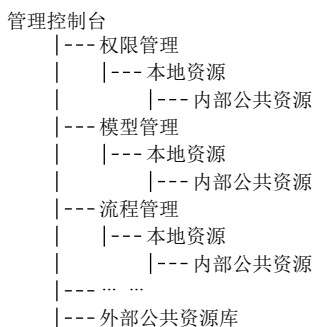 管理控制台
|---权限管理
| |---本地资源
| |---内部公共资源
|---模型管理
| |---本地资源
| |---内部公共资源
|---流程管理
| |---本地资源
| |---内部公共资源
|---… …
|---外部公共资源库